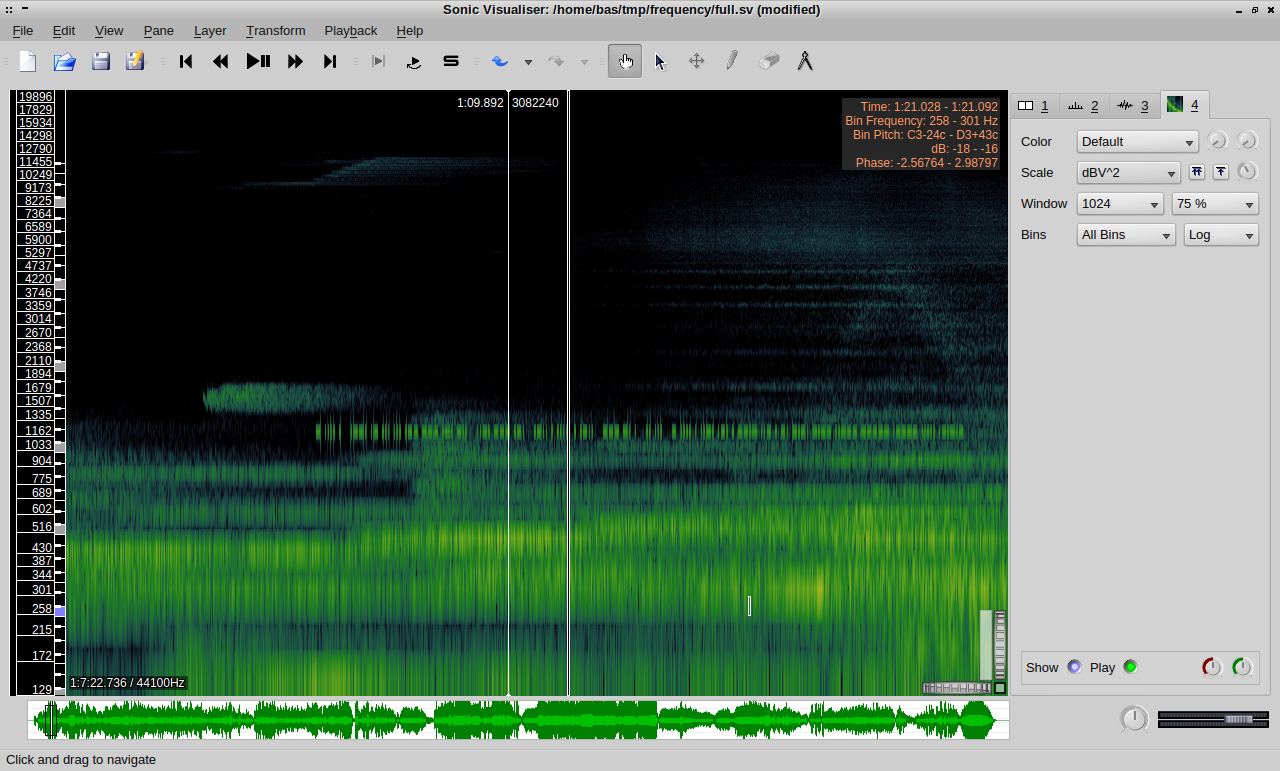 Sonic Visualiser: /home/bas/tmp/frequency/full.sv (modified)
File Edit View Pane Layer Transform Playback Help
1:09.892 3082240
Time: 1:21.028 - 1:21.092
Bin Frequency: 258 - 301 Hz
Bin Pitch: C3-24c - D+43c
dB: -18 - -16
Phase: -2.56764 - 2.98797
19896
17829
15934
14298
12790
11455
10249
9173
8225
7364
6589
5900
5297
4737
4220
3746
3359
3014
2670
2368
2110
1894
1679
1507
1335
1162
1033
904
775
689
602
516
430
387
344
301
258
215
172
129
1:7:22.736 / 44100Hz
1 2 3 4
Color Default
Scale dBV^2
Window 1024 75 %
Bins All Bins Log
Show Play
Click and drag to navigate